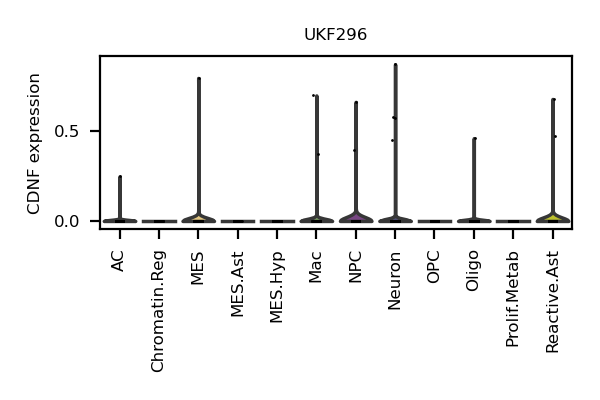 UKF296
CDNF expression
0.5
0.0
AC
Chromatin.Reg
MES
MES.Ast
MES.Hyp
Mac
NPC
Neuron
OPC
Oligo
Prolif.Metab
Reactive.Ast